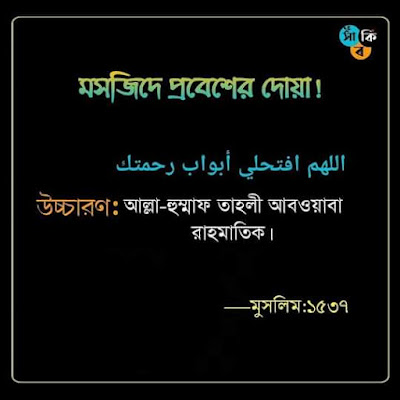 সাকিব
মসজিদে প্রবেশের দোয়া!
اللهم افتحلي أبواب رحمتك
উচ্চারণ: আল্লা-হুম্মাফ তাহলী আবওয়াবা
রাহমাতিক।
—মুসলিম:১৫৩৭